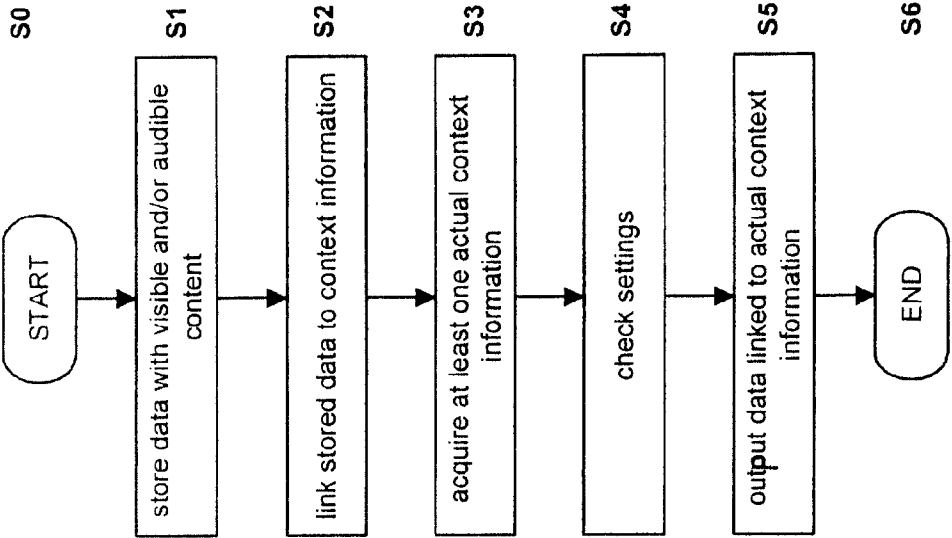 START
S0
store data with visible and/or audible
content
S1
link stored data to context information
S2
acquire at least one actual context
information
S3
check settings
S4
output data linked to actual context
information
S5
END
S6